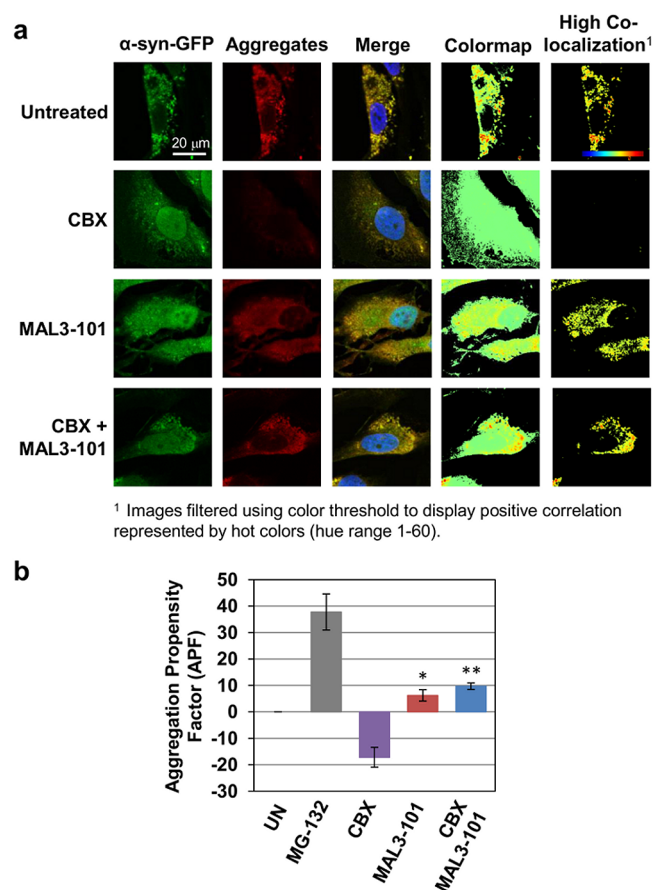 a
α-syn-GFP Aggregates Merge Colormap High Co-
localization¹
Untreated
20 μm
CBX
MAL3-101
CBX +
MAL3-101
¹ Images filtered using color threshold to display positive correlation
represented by hot colors (hue range 1-60).
b
Aggregation Propensity
Factor (APF)
50
40
30
20
10
0
-10
-20
-30
*
**
UN
MG-132
CBX
MAL3-101
CBX
MAL3-101